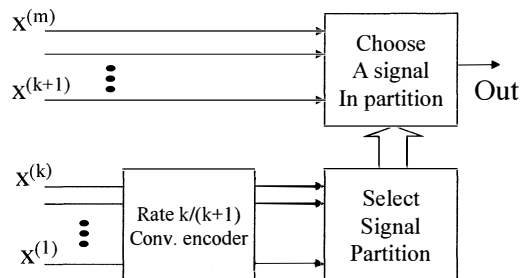 x^(m)
Choose
A signal
In partition
Out
x^(k+1)
x^(k)
x^(1)
Rate k/(k+1)
Conv. encoder
Select
Signal
Partition